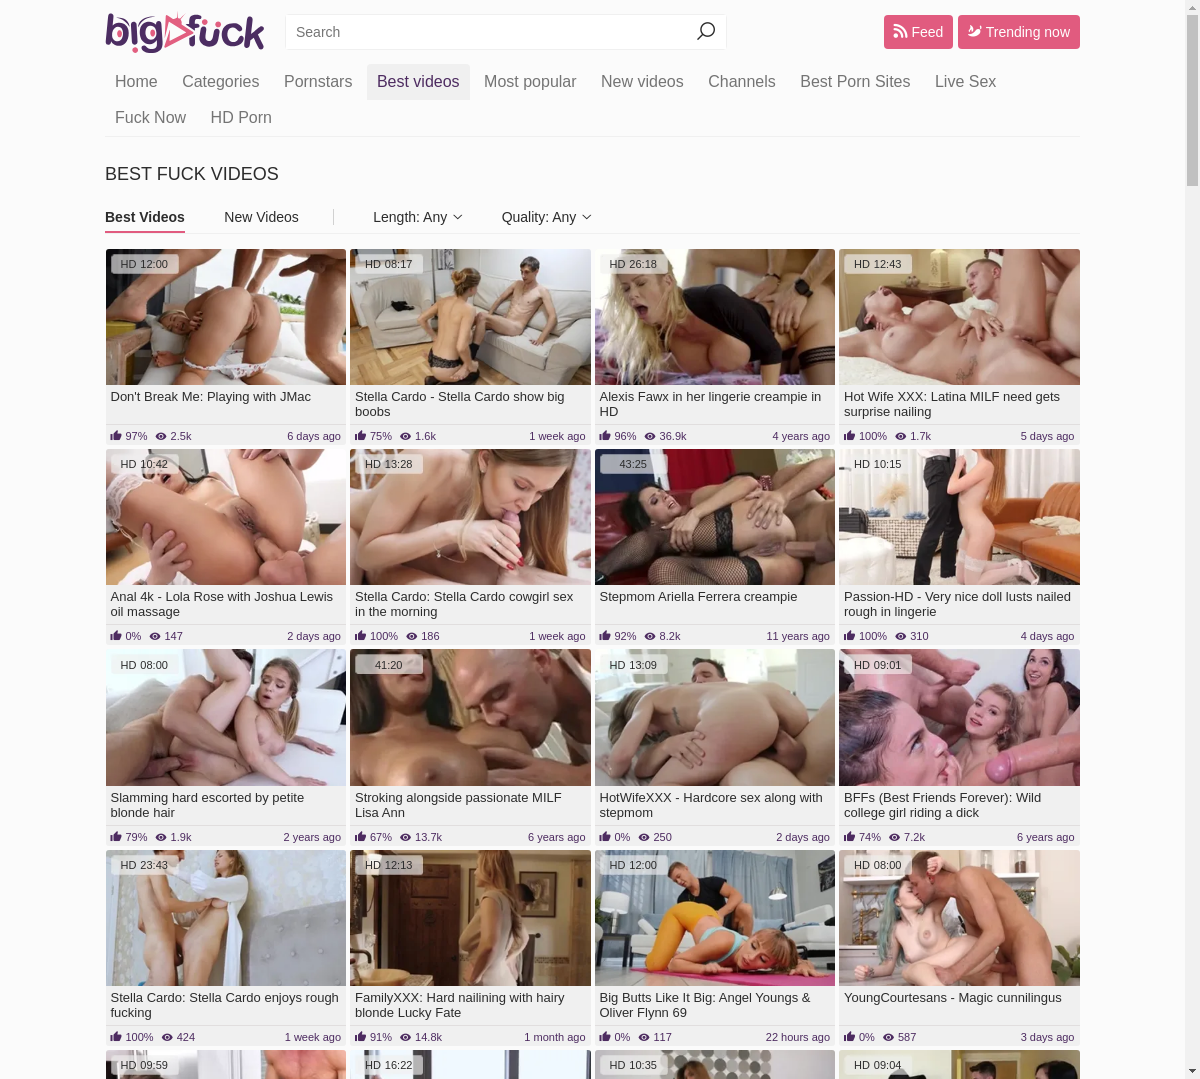 bigfuck
Search
Feed
Trending now
Home Categories Pornstars Best videos Most popular New videos Channels Best Porn Sites Live Sex
Fuck Now HD Porn
BEST FUCK VIDEOS
Best Videos New Videos Length: Any Quality: Any
HD 12:00
HD 08:17
HD 26:18
HD 12:43
Don't Break Me: Playing with JMac
97% 2.5k 6 days ago
Stella Cardo - Stella Cardo show big
boobs
75% 1.6k 1 week ago
Alexis Fawx in her lingerie creampie in
HD
96% 36.9k 4 years ago
Hot Wife XXX: Latina MILF need gets
surprise nailing
100% 1.7k 5 days ago
HD 10:42
HD 13:28
43:25
HD 10:15
Anal 4k - Lola Rose with Joshua Lewis
oil massage
0% 147 2 days ago
Stella Cardo: Stella Cardo cowgirl sex
in the morning
100% 186 1 week ago
Stepmom Ariella Ferrera creampie
92% 8.2k 11 years ago
Passion-HD - Very nice doll lusts nailed
rough in lingerie
100% 310 4 days ago
HD 08:00
41:20
HD 13:09
HD 09:01
Slamming hard escorted by petite
blonde hair
79% 1.9k 2 years ago
Stroking alongside passionate MILF
Lisa Ann
67% 13.7k 6 years ago
HotWifeXXX - Hardcore sex along with
stepmom
0% 250 2 days ago
BFFs (Best Friends Forever): Wild
college girl riding a dick
74% 7.2k 6 years ago
HD 23:43
HD 12:13
HD 12:00
HD 08:00
Stella Cardo: Stella Cardo enjoys rough
fucking
100% 424 1 week ago
FamilyXXX: Hard nailining with hairy
blonde Lucky Fate
91% 14.8k 1 month ago
Big Butts Like It Big: Angel Youngs &
Oliver Flynn 69
0% 117 22 hours ago
YoungCourtesans - Magic cunnilingus
0% 587 3 days ago
HD 09:59
HD 16:22
HD 10:35
HD 09:04